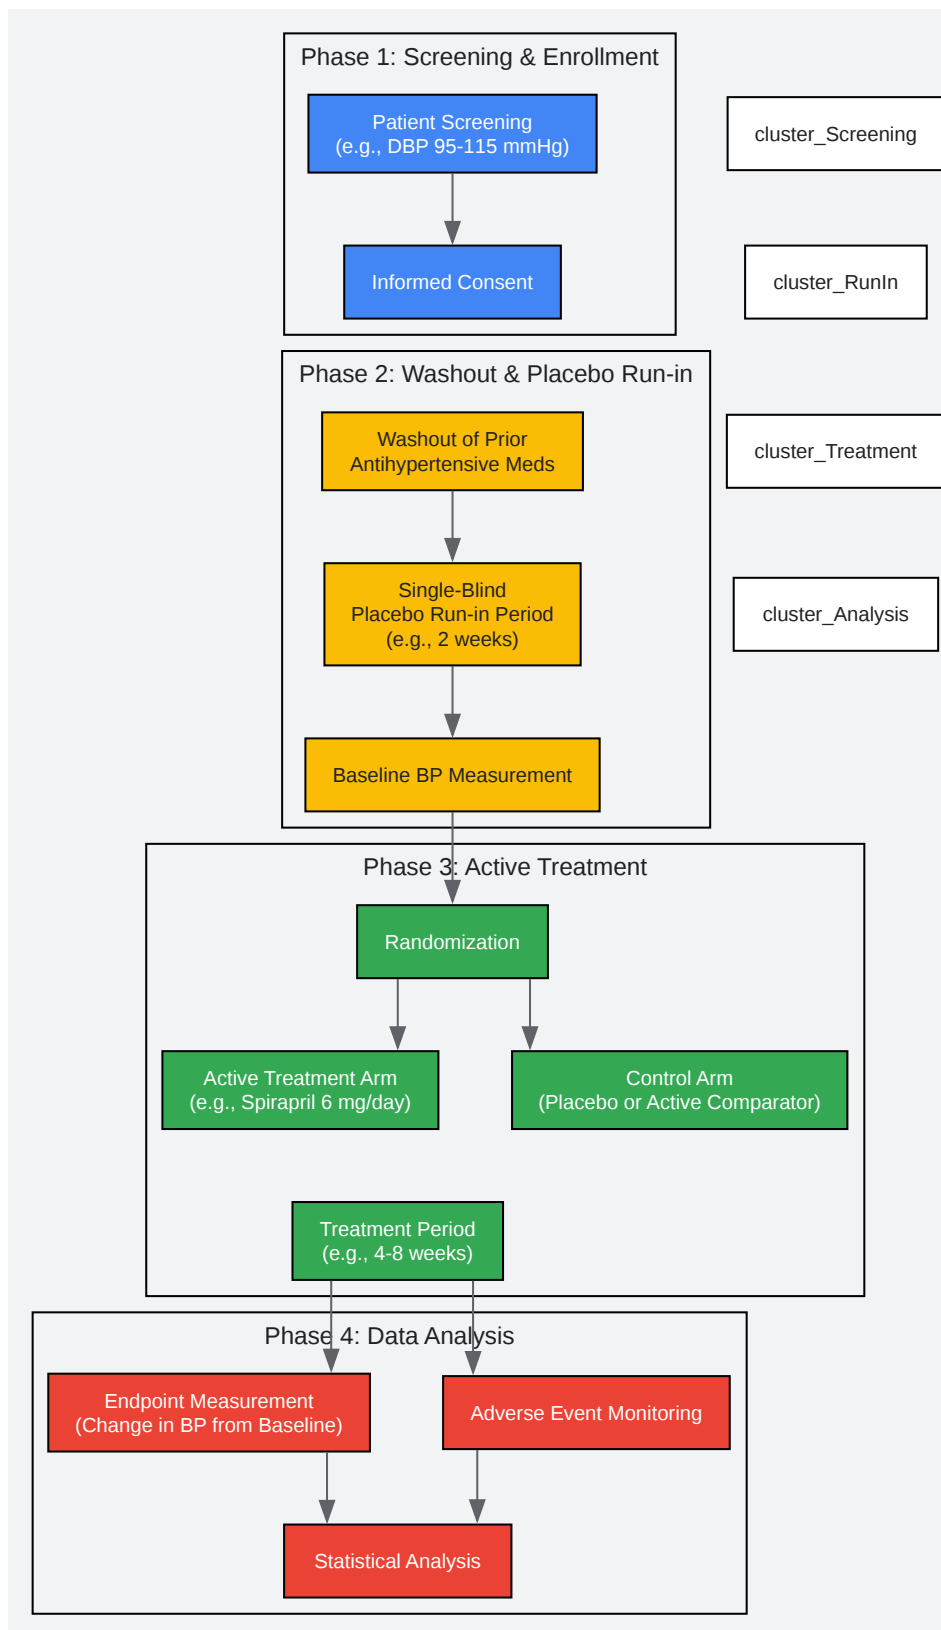 Phase 1: Screening & Enrollment
Patient Screening
(e.g., DBP 95-115 mmHg)
cluster_Screening
Informed Consent
cluster_RunIn
Phase 2: Washout & Placebo Run-in
Washout of Prior
Antihypertensive Meds
cluster_Treatment
Single-Blind
Placebo Run-in Period
(e.g., 2 weeks)
cluster_Analysis
Baseline BP Measurement
Phase 3: Active Treatment
Randomization
Active Treatment Arm
(e.g., Spirapril 6 mg/day)
Control Arm
(Placebo or Active Comparator)
Treatment Period
(e.g., 4-8 weeks)
Phase 4: Data Analysis
Endpoint Measurement
(Change in BP from Baseline)
Adverse Event Monitoring
Statistical Analysis